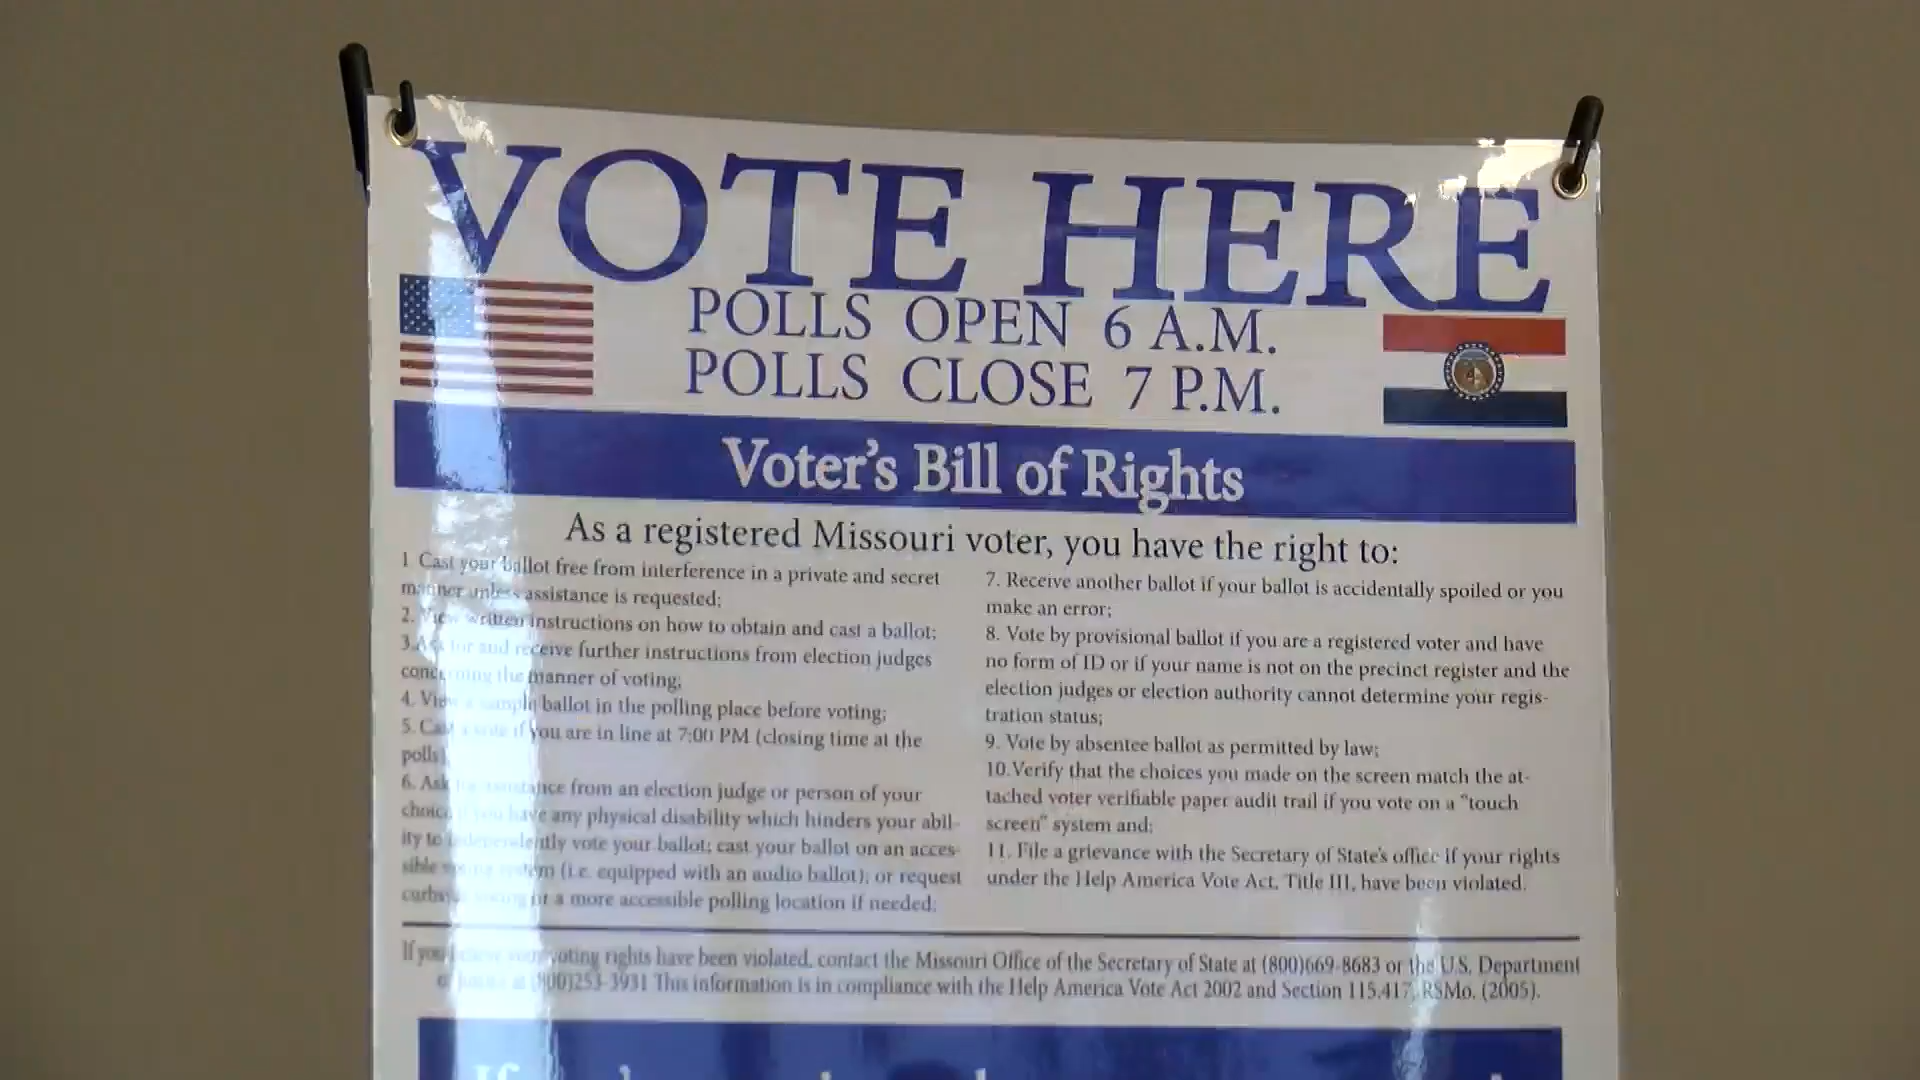 VOTE HERE
POLLS OPEN 6 A.M.
POLLS CLOSE 7 P.M.
Voter's Bill of Rights
As a registered Missouri voter, you have the right to:
1 Cast your ballot free from interference in a private and secret
manner unless assistance is requested;
2. View written instructions on how to obtain and cast a ballot;
3. Ask for and receive further instructions from election judges
concerning the manner of voting;
4. View a sample ballot in the polling place before voting;
5. Cast a vote if you are in line at 7:00 PM (closing time at the
polls)
6. Ask for assistance from an election judge or person of your
choice if you have any physical disability which hinders your abil-
ity to independently vote your ballot; cast your ballot on an acces-
sible voting system (i.e. equipped with an audio ballot); or request
curbside voting or a more accessible polling location if needed;
7. Receive another ballot if your ballot is accidentally spoiled or you
make an error;
8. Vote by provisional ballot if you are a registered voter and have
no form of ID or if your name is not on the precinct register and the
election judges or election authority cannot determine your regis-
tration status;
9. Vote by absentee ballot as permitted by law;
10. Verify that the choices you made on the screen match the at-
tached voter verifiable paper audit trail if you vote on a "touch
screen" system and;
11. File a grievance with the Secretary of State's office if your rights
under the Help America Vote Act, Title III, have been violated.
If you voting rights have been violated, contact the Missouri Office of the Secretary of State at (800)669-8683 or the U.S. Department
of Justice at (800)253-3931 This information is in compliance with the Help America Vote Act 2002 and Section 115.417, RSMo. (2005).